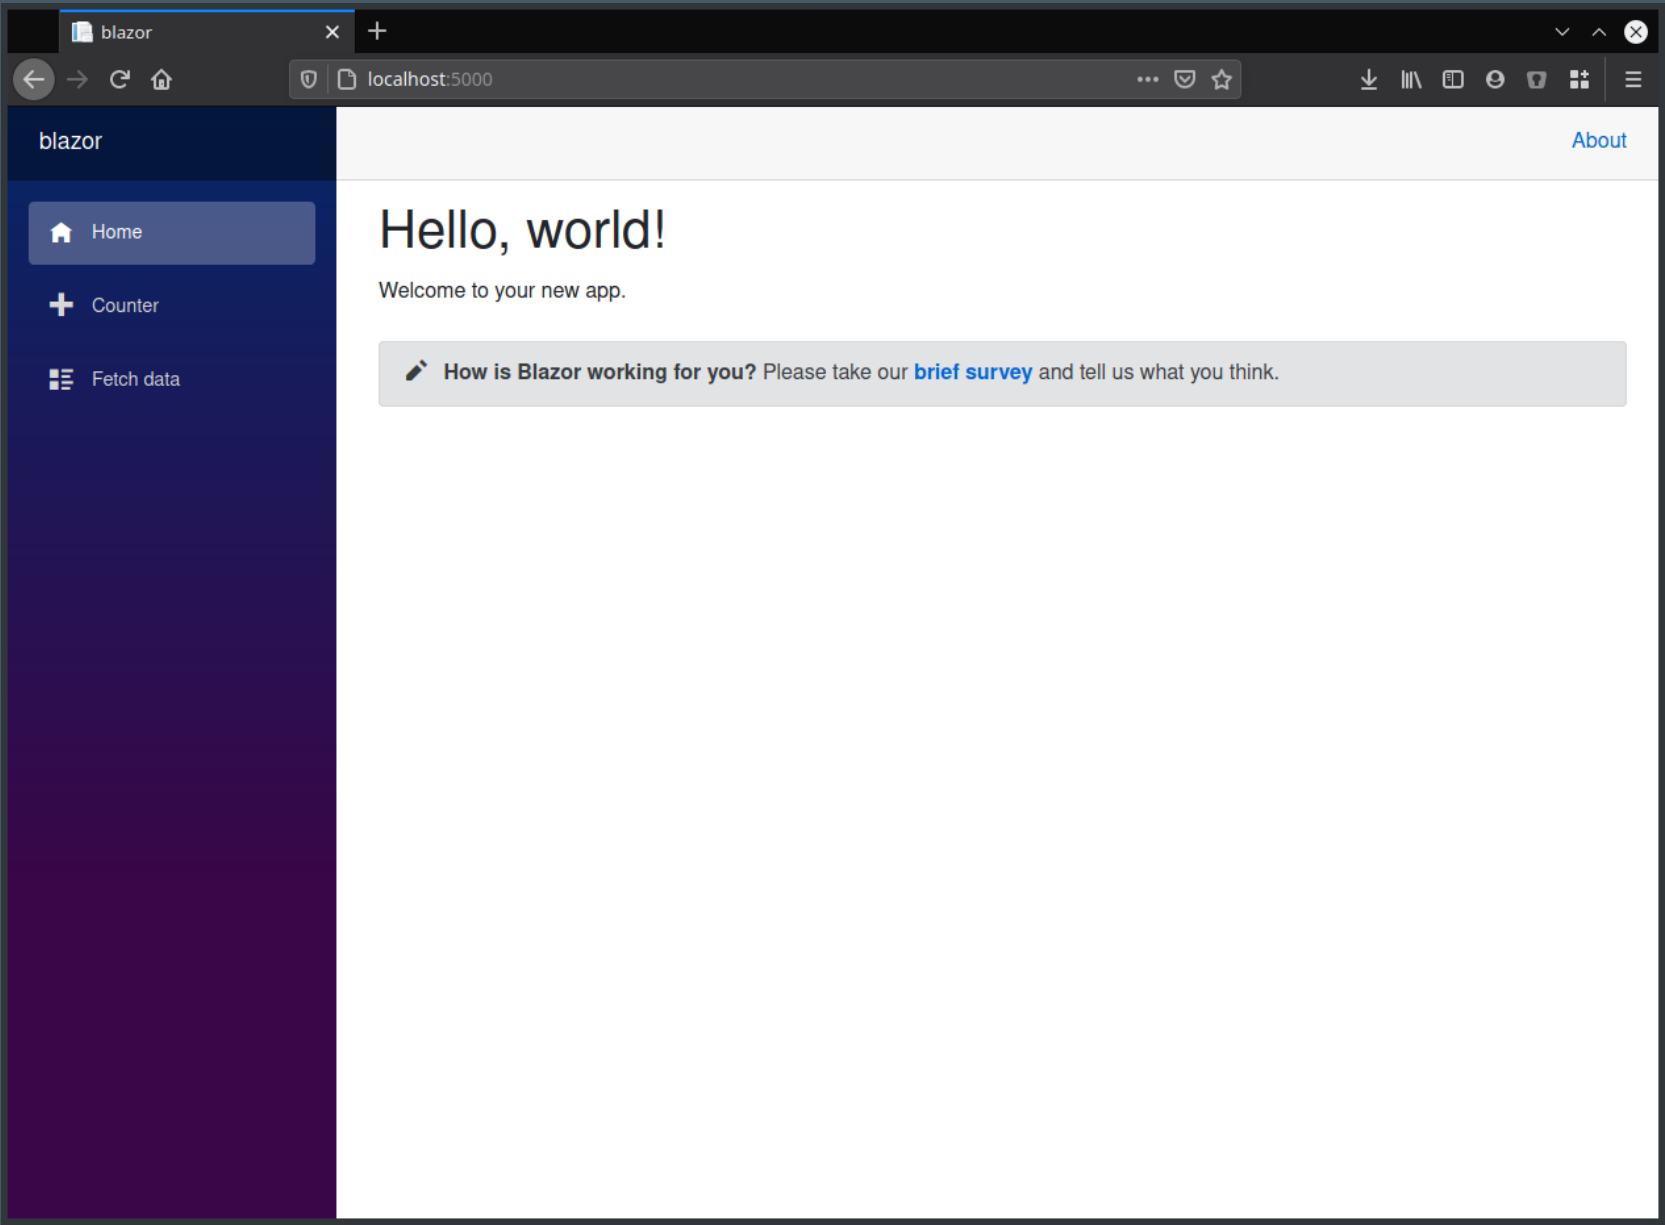 blazor
localhost:5000
blazor
About
Home
Counter
Fetch data
Hello, world!
Welcome to your new app.
How is Blazor working for you? Please take our brief survey and tell us what you think.